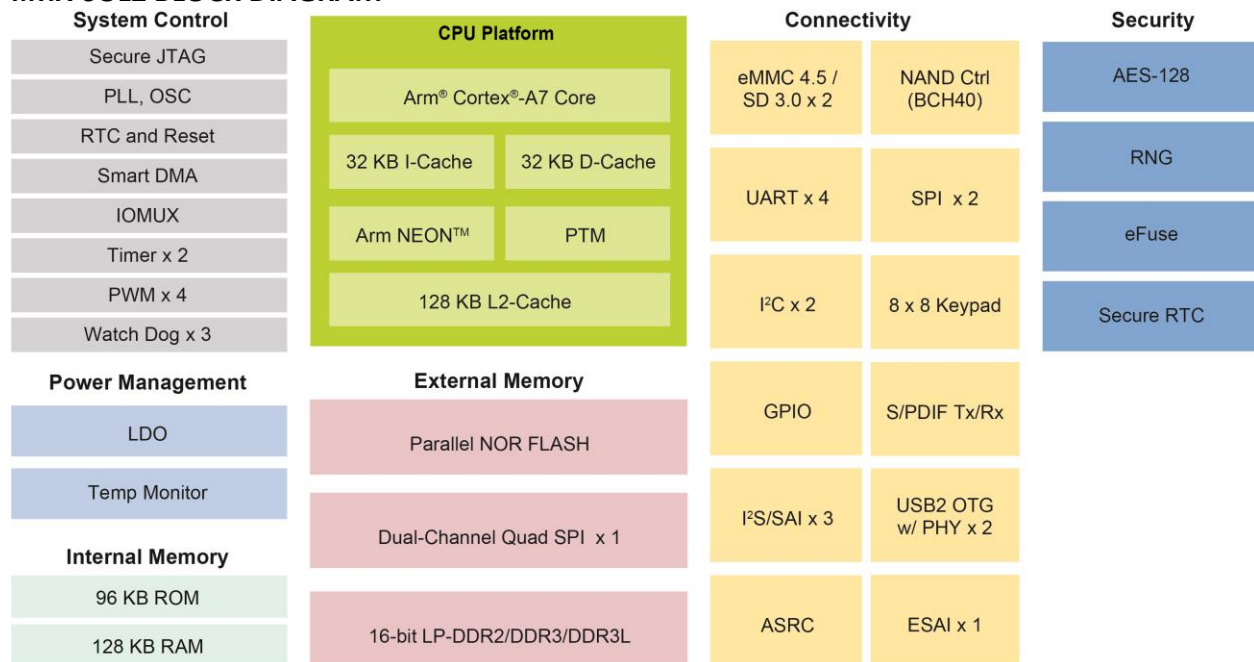 System Control
Secure JTAG
PLL, OSC
RTC and Reset
Smart DMA
IOMUX
Timer x 2
PWM x 4
Watch Dog x 3
Power Management
LDO
Temp Monitor
Internal Memory
96 KB ROM
128 KB RAM
CPU Platform
Arm® Cortex®-A7 Core
32 KB I-Cache
32 KB D-Cache
Arm NEON™
PTM
128 KB L2-Cache
External Memory
Parallel NOR FLASH
Dual-Channel Quad SPI x 1
16-bit LP-DDR2/DDR3/DDR3L
Connectivity
eMMC 4.5 /
SD 3.0 x 2
NAND Ctrl
(BCH40)
UART x 4
SPI x 2
I²C x 2
8 x 8 Keypad
GPIO
S/PDIF Tx/Rx
I²S/SAI x 3
USB2 OTG
w/ PHY x 2
ASRC
ESAI x 1
Security
AES-128
RNG
eFuse
Secure RTC